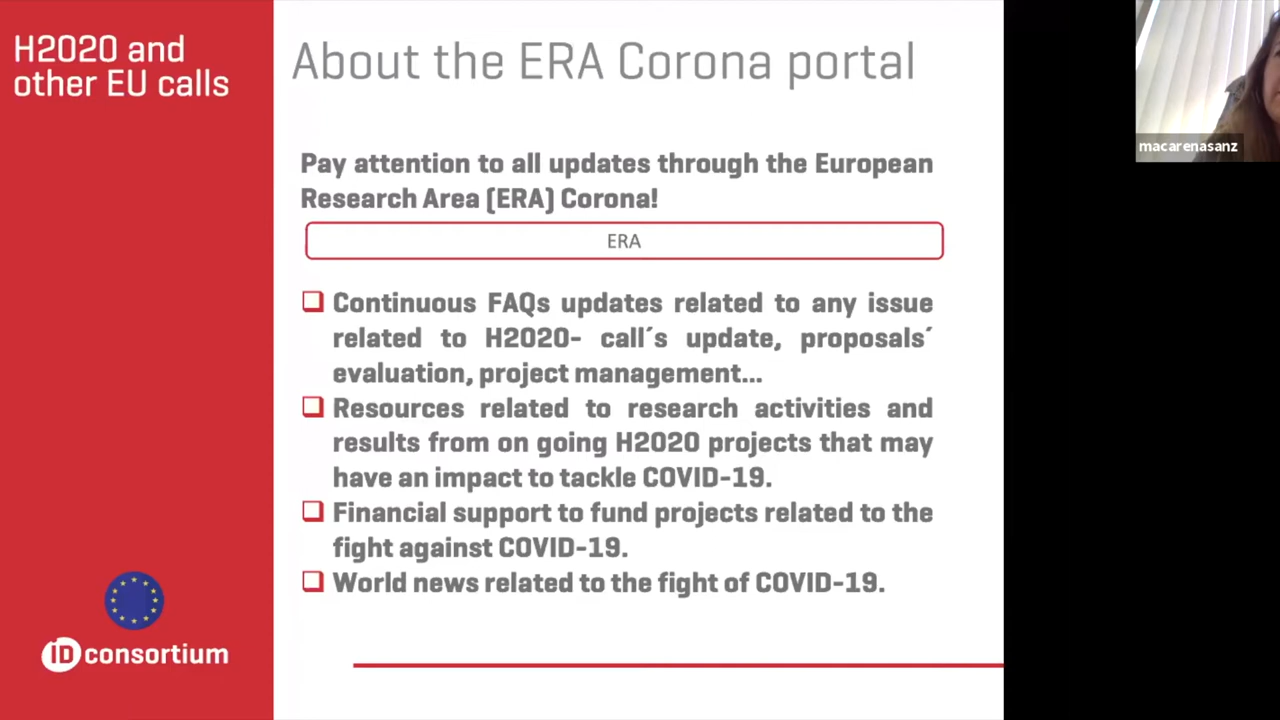 H2020 and
other EU calls
About the ERA Corona portal
Pay attention to all updates through the European
Research Area (ERA) Corona!
ERA
Continuous FAQs updates related to any issue
related to H2020- call´s update, proposals´
evaluation, project management...
Resources related to research activities and
results from on going H2020 projects that may
have an impact to tackle COVID-19.
Financial support to fund projects related to the
fight against COVID-19.
World news related to the fight of COVID-19.
iD consortium
macarenasanz